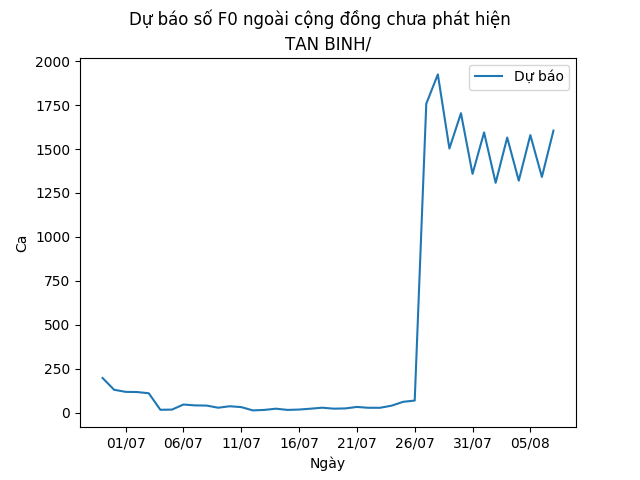 Dự báo số F0 ngoài cộng đồng chưa phát hiện
TAN BINH/
Dự báo
2000
1750
1500
1250
1000
750
500
250
0
Ca
01/07 06/07 11/07 16/07 21/07 26/07 31/07 05/08
Ngày